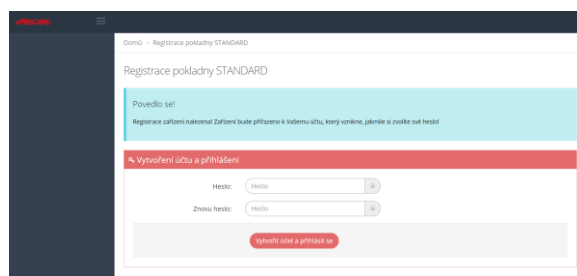 Domů - Registrace pokladny STANDARD
Registrace pokladny STANDARD
Povedlo se!
Registrace zařízení nalezena! Zařízení bude přiřazeno k Vašemu účtu, který vznikne, jakmile si zvolíte své heslo!
Vytvoření účtu a přihlášení
Heslo: Heslo
Znovu heslo: Heslo
Vytvořit účet a přihlásit se